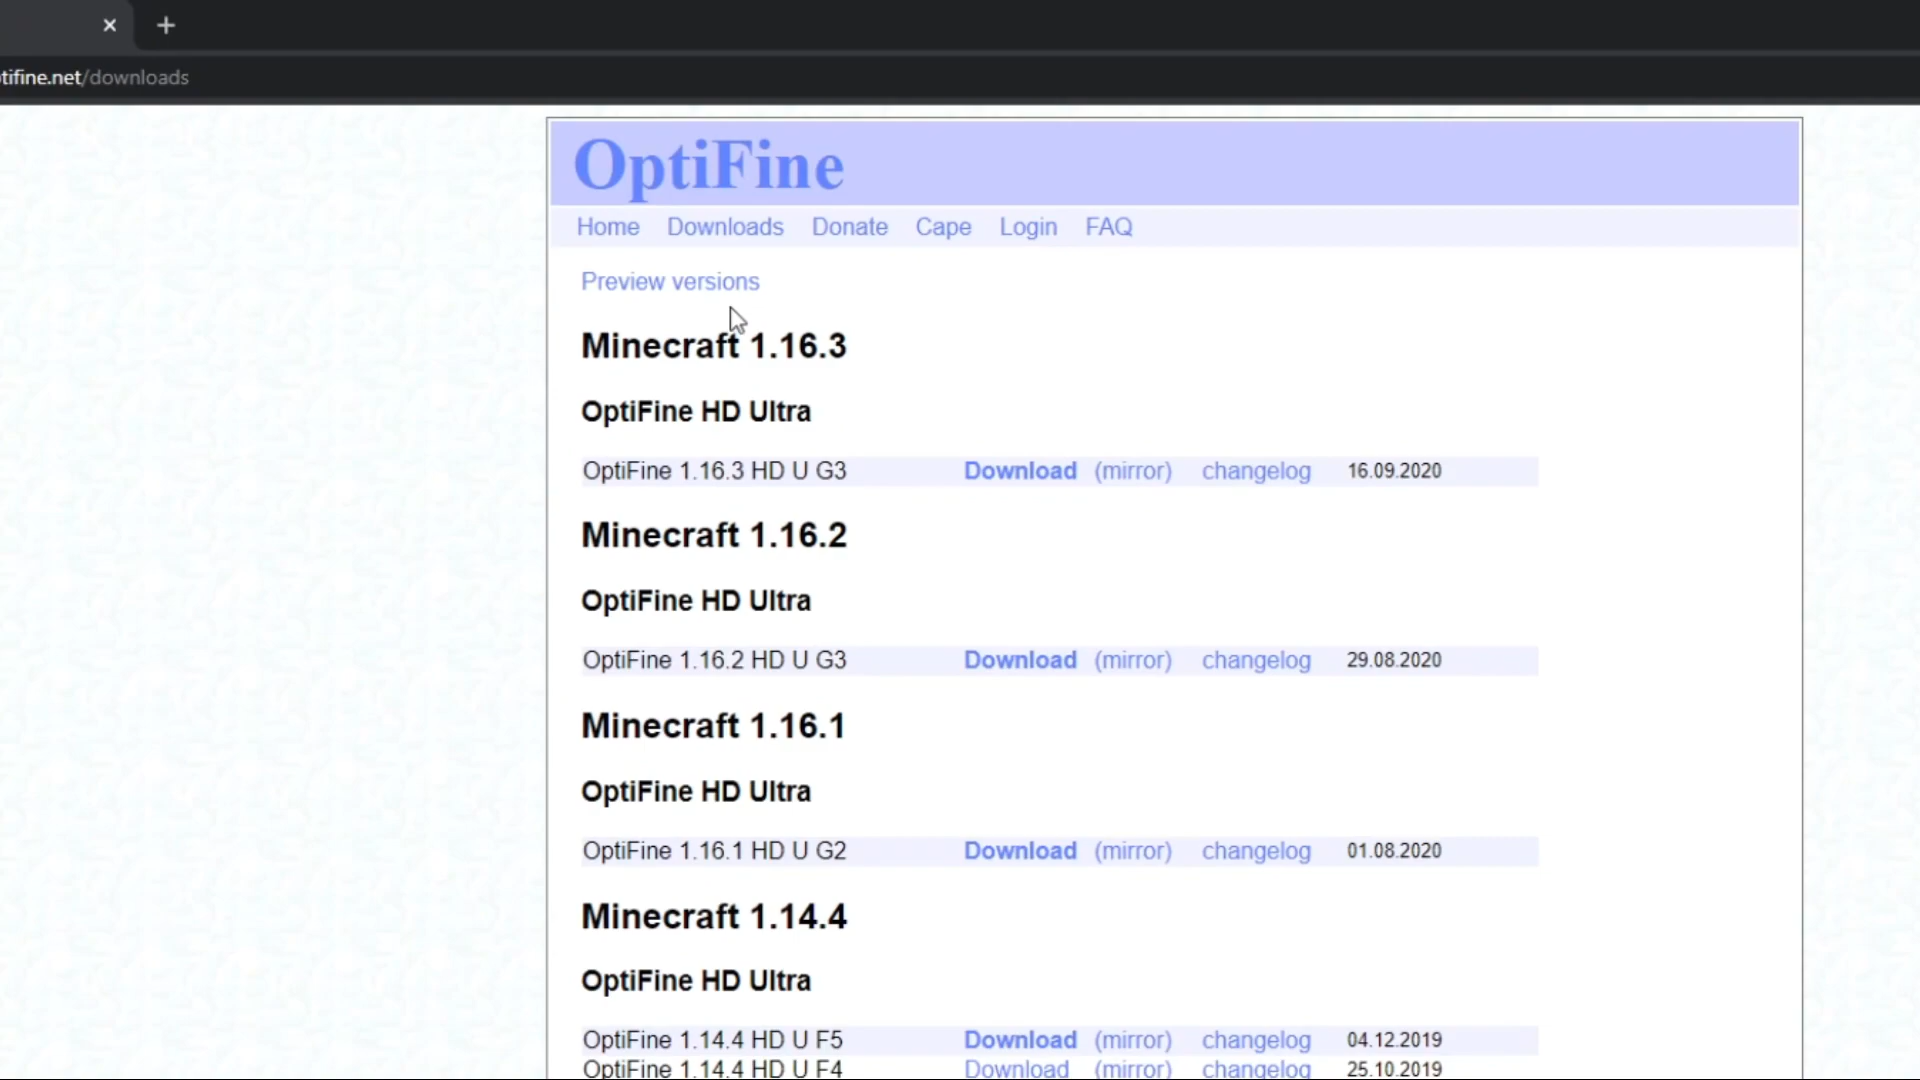 tifine.net/downloads
OptiFine
Home Downloads Donate Cape Login FAQ
Preview versions
Minecraft 1.16.3
OptiFine HD Ultra
OptiFine 1.16.3 HD U G3 Download (mirror) changelog 16.09.2020
Minecraft 1.16.2
OptiFine HD Ultra
OptiFine 1.16.2 HD U G3 Download (mirror) changelog 29.08.2020
Minecraft 1.16.1
OptiFine HD Ultra
OptiFine 1.16.1 HD U G2 Download (mirror) changelog 01.08.2020
Minecraft 1.14.4
OptiFine HD Ultra
OptiFine 1.14.4 HD U F5 Download (mirror) changelog 04.12.2019
OptiFine 1.14.4 HD U F4 Download (mirror) changelog 25.10.2019